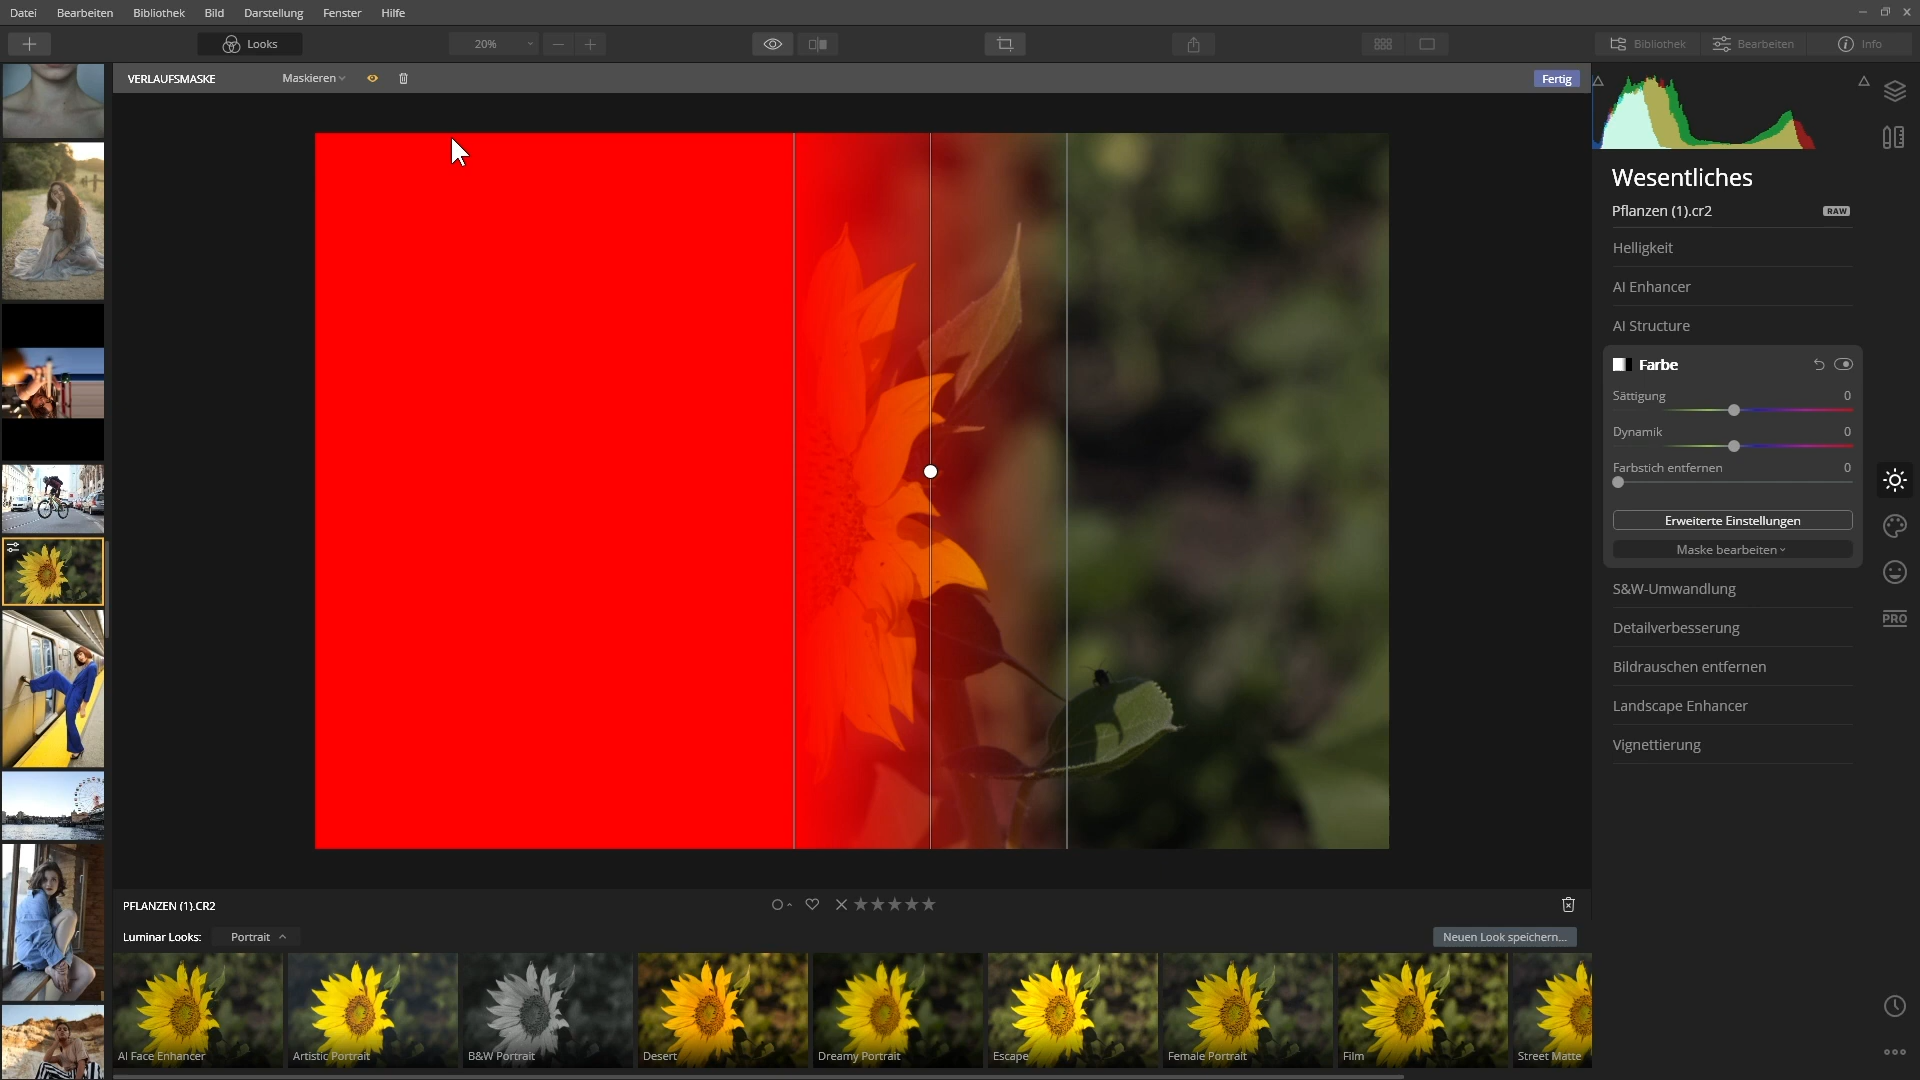 Datei Bearbeiten Bibliothek Bild Darstellung Fenster Hilfe
Looks 20% Bibliothek Bearbeiten Info
VERLAUFSMASKE Maskieren Fertig
Wesentliches
Pflanzen (1).cr2 RAW
Helligkeit
AI Enhancer
AI Structure
Farbe
Sättigung 0
Dynamik 0
Farbstich entfernen 0
Erweiterte Einstellungen
Maske bearbeiten
S&W-Umwandlung
Detailverbesserung
Bildrauschen entfernen
Landscape Enhancer
Vignettierung
PRO
PFLANZEN (1).CR2
Luminar Looks: Portrait Neuen Look speichern...
AI Face Enhancer Artistic Portrait B&W Portrait Desert Dreamy Portrait Escape Female Portrait Film Street Matte